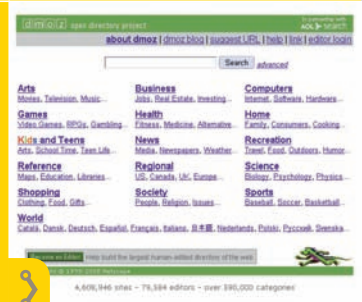 dmoz open directory project
In partnership with
AOL Search
about dmoz | dmoz blog | suggest URL | help | link | editor login
Search advanced
Arts
Movies, Television, Music...
Business
Jobs, Real Estate, Investing...
Computers
Internet, Software, Hardware...
Games
Video Games, RPGs, Gambling...
Health
Fitness, Medicine, Alternative...
Home
Family, Consumers, Cooking...
Kids and Teens
Arts, School Time, Teen Life...
News
Media, Newspapers, Weather...
Recreation
Travel, Food, Outdoors, Humor...
Reference
Maps, Education, Libraries...
Regional
US, Canada, UK, Europe...
Science
Biology, Psychology, Physics...
Shopping
Clothing, Food, Gifts...
Society
People, Religion, Issues...
Sports
Baseball, Soccer, Basketball...
World
Català, Dansk, Deutsch, Español, Français, Italiano, 日本語, Nederlands, Polski, Русский, Svenska...
Become an Editor Help build the largest human-edited directory of the web
Netscape
4,608,946 sites - 79,584 editors - over 590,000 categories